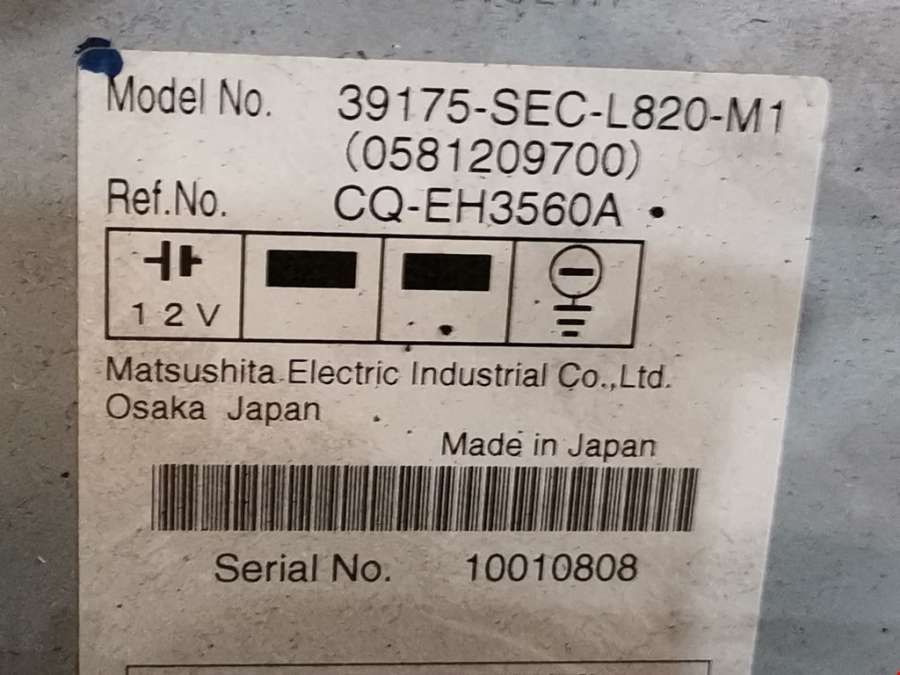 Model No. 39175-SEC-L820-M1
(0581209700)
Ref.No. CQ-EH3560A
12V
Matsushita Electric Industrial Co.,Ltd.
Osaka Japan
Made in Japan
Serial No. 10010808